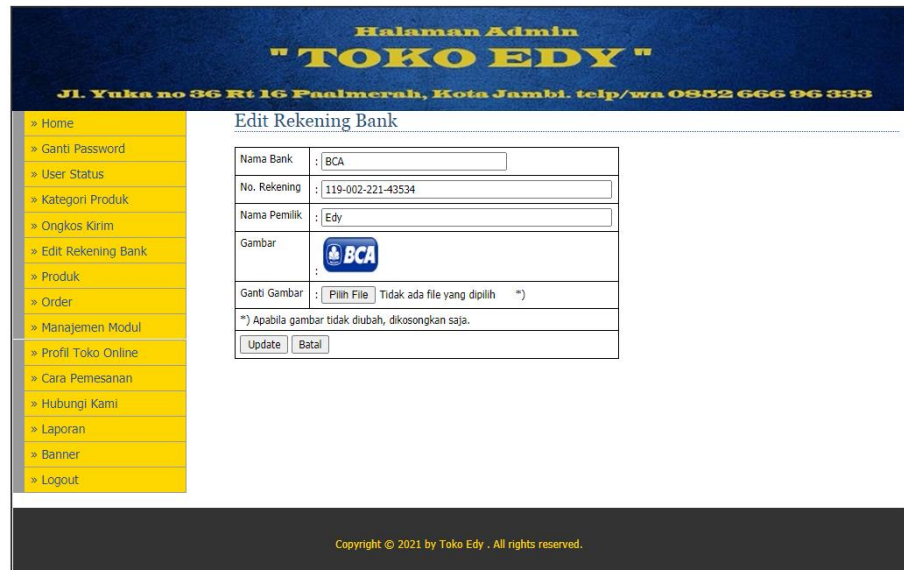 Halaman Admin
" TOKO EDY "
Jl. Yuka no 36 Rt 16 Paalmerah, Kota Jambi. telp/wa 0852 666 96 333
» Home
» Ganti Password
» User Status
» Kategori Produk
» Ongkos Kirim
» Edit Rekening Bank
» Produk
» Order
» Manajemen Modul
» Profil Toko Online
» Cara Pemesanan
» Hubungi Kami
» Laporan
» Banner
» Logout
Edit Rekening Bank
Nama Bank : BCA
No. Rekening : 119-002-221-43534
Nama Pemilik : Edy
Gambar : BCA
Ganti Gambar : Pilih File Tidak ada file yang dipilih *)
*) Apabila gambar tidak diubah, dikosongkan saja.
Update Batal
Copyright © 2021 by Toko Edy . All rights reserved.